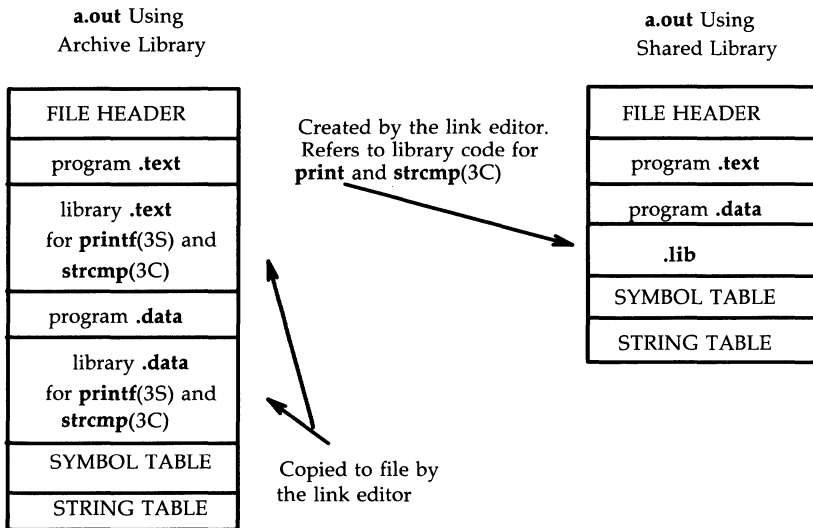 a.out Using
Archive Library
FILE HEADER
program .text
library .text
for printf(3S) and
strcmp(3C)
program .data
library .data
for printf(3S) and
strcmp(3C)
SYMBOL TABLE
STRING TABLE
Created by the link editor.
Refers to library code for
print and strcmp(3C)
Copied to file by
the link editor
a.out Using
Shared Library
FILE HEADER
program .text
program .data
.lib
SYMBOL TABLE
STRING TABLE